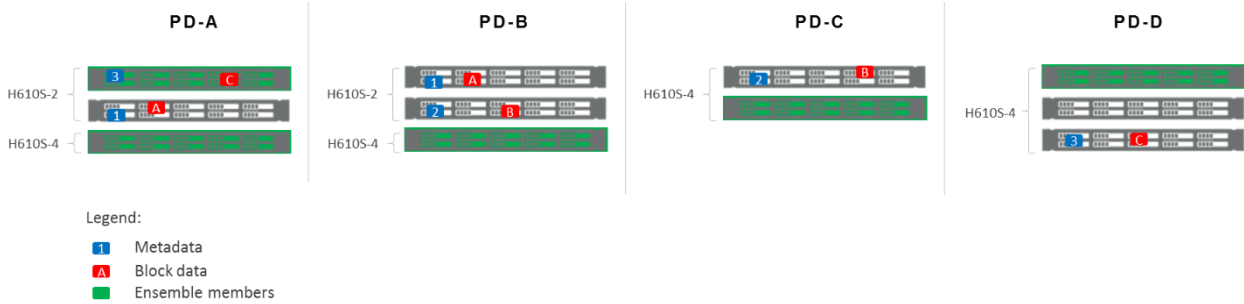 PD-A
PD-B
PD-C
PD-D
H610S-2
3
C
1
A
H610S-4
H610S-2
1
A
2
B
H610S-4
H610S-4
2
B
H610S-4
3
C
Legend:
1 Metadata
A Block data
Ensemble members